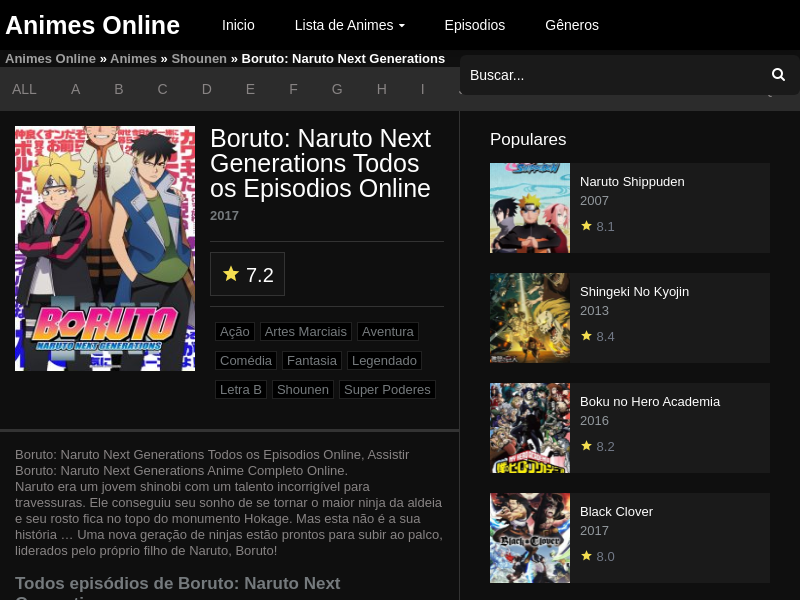 Animes Online
Inicio
Lista de Animes
Episodios
Gêneros
Animes Online » Animes » Shounen » Boruto: Naruto Next Generations
Buscar...
ALL A B C D E F G H I
Boruto: Naruto Next
Generations Todos
os Episodios Online
2017
7.2
Ação
Artes Marciais
Aventura
Comédia
Fantasia
Legendado
Letra B
Shounen
Super Poderes
BORUTO
NARUTO NEXT GENERATIONS
Boruto: Naruto Next Generations Todos os Episodios Online, Assistir
Boruto: Naruto Next Generations Anime Completo Online.
Naruto era um jovem shinobi com um talento incorrigível para
travessuras. Ele conseguiu seu sonho de se tornar o maior ninja da aldeia
e seu rosto fica no topo do monumento Hokage. Mas esta não é a sua
história … Uma nova geração de ninjas estão prontos para subir ao palco,
liderados pelo próprio filho de Naruto, Boruto!
Todos episódios de Boruto: Naruto Next
Populares
Naruto Shippuden
2007
8.1
Shingeki No Kyojin
2013
8.4
Boku no Hero Academia
2016
8.2
Black Clover
2017
8.0
Black Clover